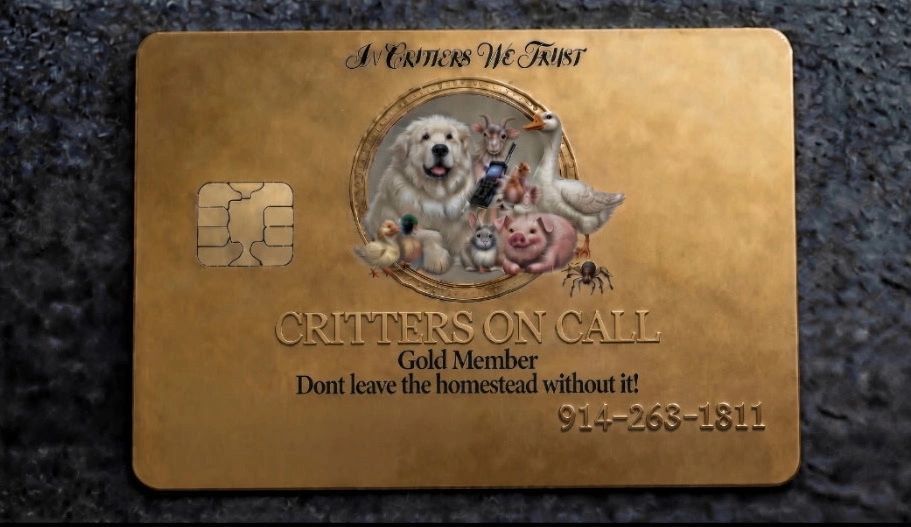 In Critters We Trust
CRITTERS ON CALL
Gold Member
Dont leave the homestead without it!
914-263-1811